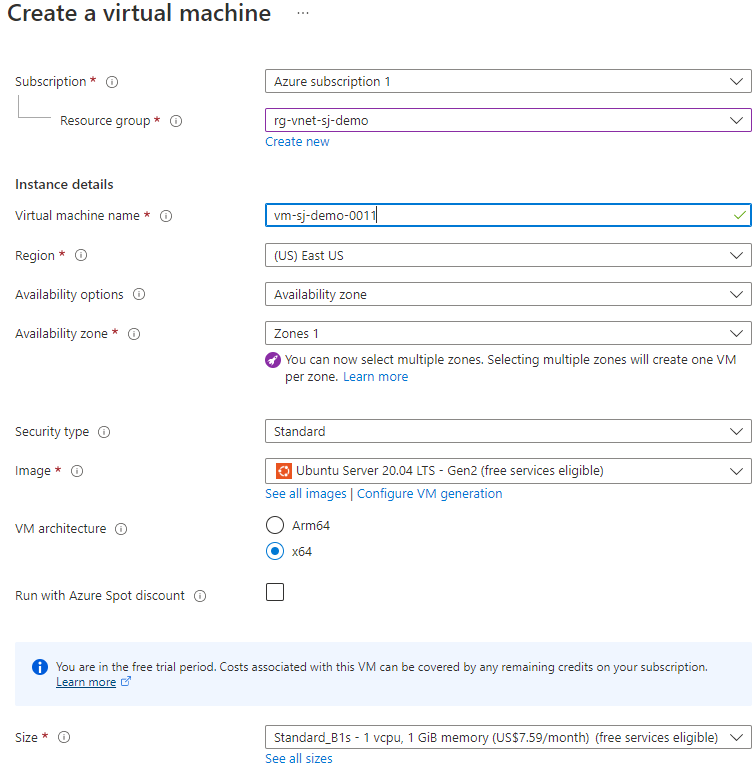 Create a virtual machine ...
Subscription * Azure subscription 1
Resource group * rg-vnet-sj-demo
Create new
Instance details
Virtual machine name * vm-sj-demo-0011
Region * (US) East US
Availability options Availability zone
Availability zone * Zones 1
You can now select multiple zones. Selecting multiple zones will create one VM
per zone. Learn more
Security type Standard
Image * Ubuntu Server 20.04 LTS - Gen2 (free services eligible)
See all images | Configure VM generation
VM architecture Arm64
x64
Run with Azure Spot discount
You are in the free trial period. Costs associated with this VM can be covered by any remaining credits on your subscription.
Learn more
Size * Standard_B1s - 1 vcpu, 1 GiB memory (US$7.59/month) (free services eligible)
See all sizes